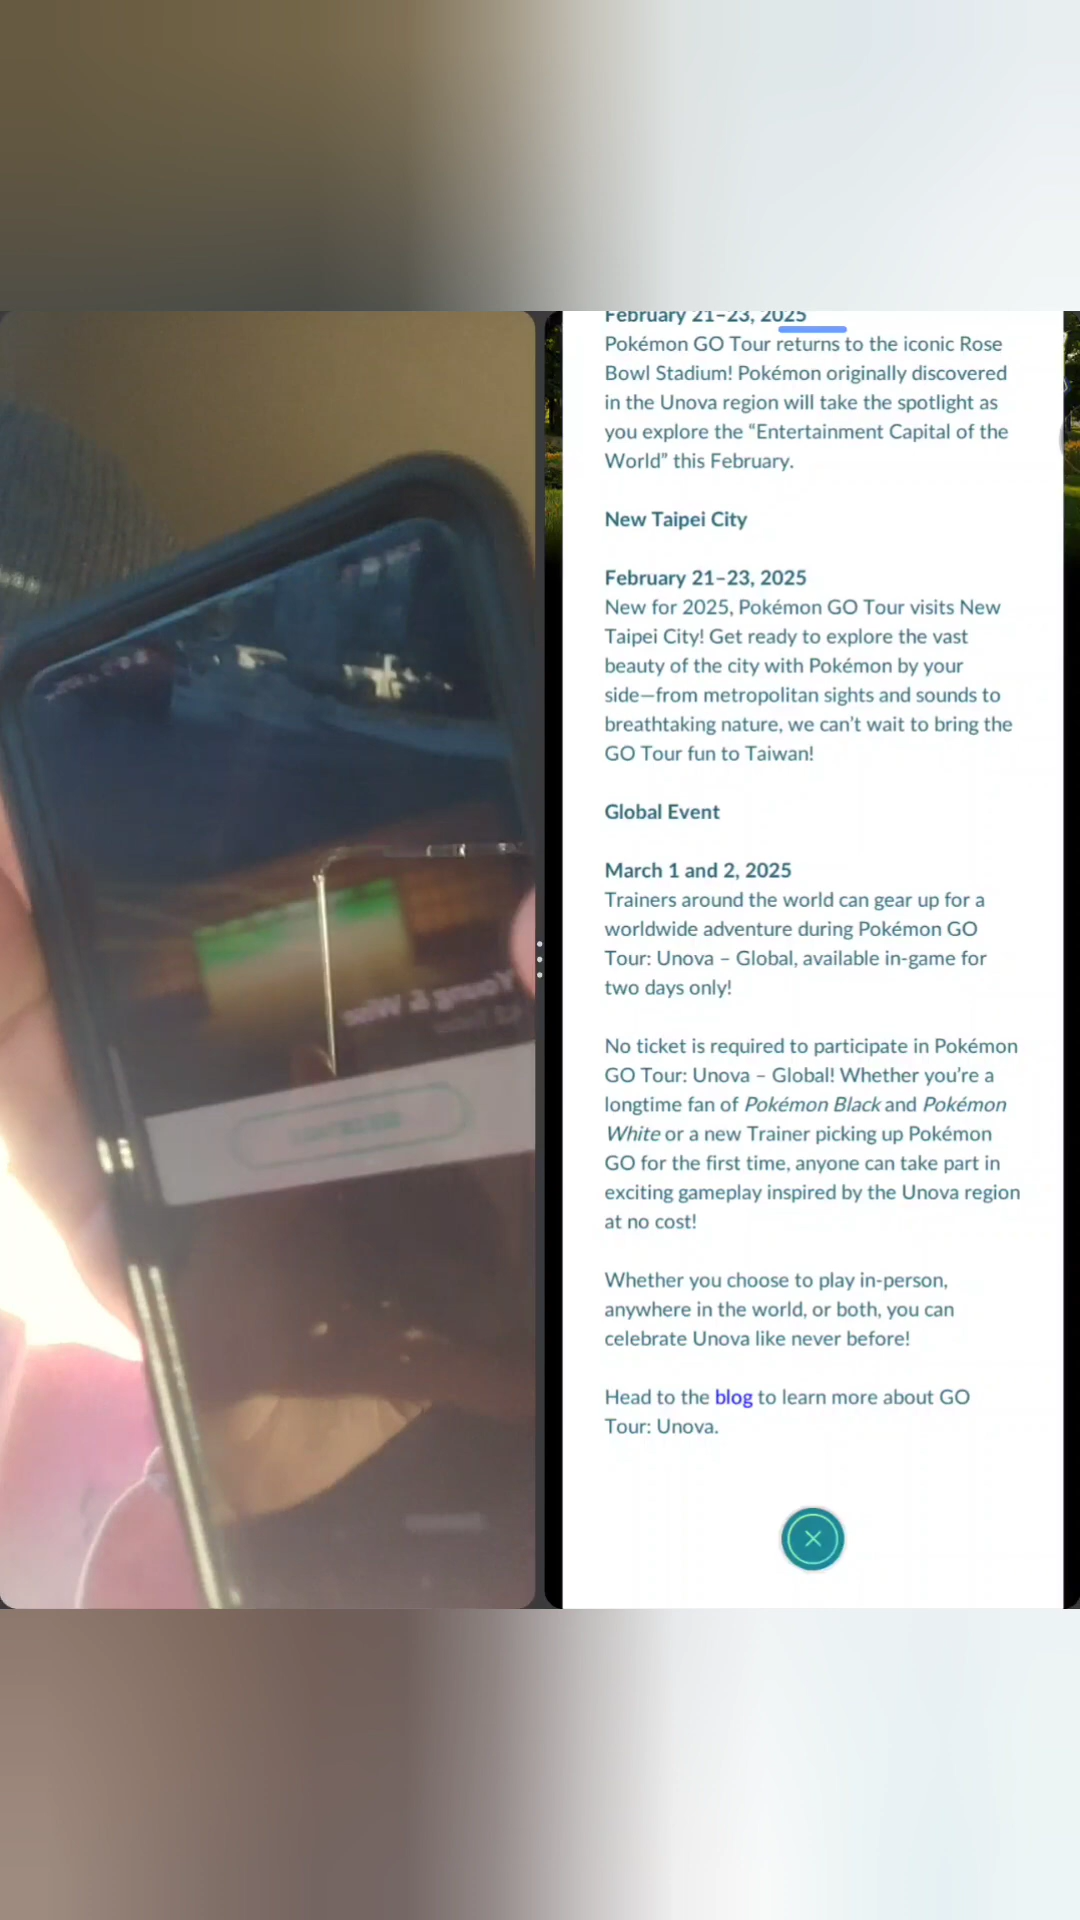 February 21–23, 2025
Pokémon GO Tour returns to the iconic Rose
Bowl Stadium! Pokémon originally discovered
in the Unova region will take the spotlight as
you explore the “Entertainment Capital of the
World” this February.
New Taipei City
February 21–23, 2025
New for 2025, Pokémon GO Tour visits New
Taipei City! Get ready to explore the vast
beauty of the city with Pokémon by your
side—from metropolitan sights and sounds to
breathtaking nature, we can’t wait to bring the
GO Tour fun to Taiwan!
Global Event
March 1 and 2, 2025
Trainers around the world can gear up for a
worldwide adventure during Pokémon GO
Tour: Unova – Global, available in-game for
two days only!
No ticket is required to participate in Pokémon
GO Tour: Unova – Global! Whether you’re a
longtime fan of Pokémon Black and Pokémon
White or a new Trainer picking up Pokémon
GO for the first time, anyone can take part in
exciting gameplay inspired by the Unova region
at no cost!
Whether you choose to play in-person,
anywhere in the world, or both, you can
celebrate Unova like never before!
Head to the blog to learn more about GO
Tour: Unova.
Young & Wise